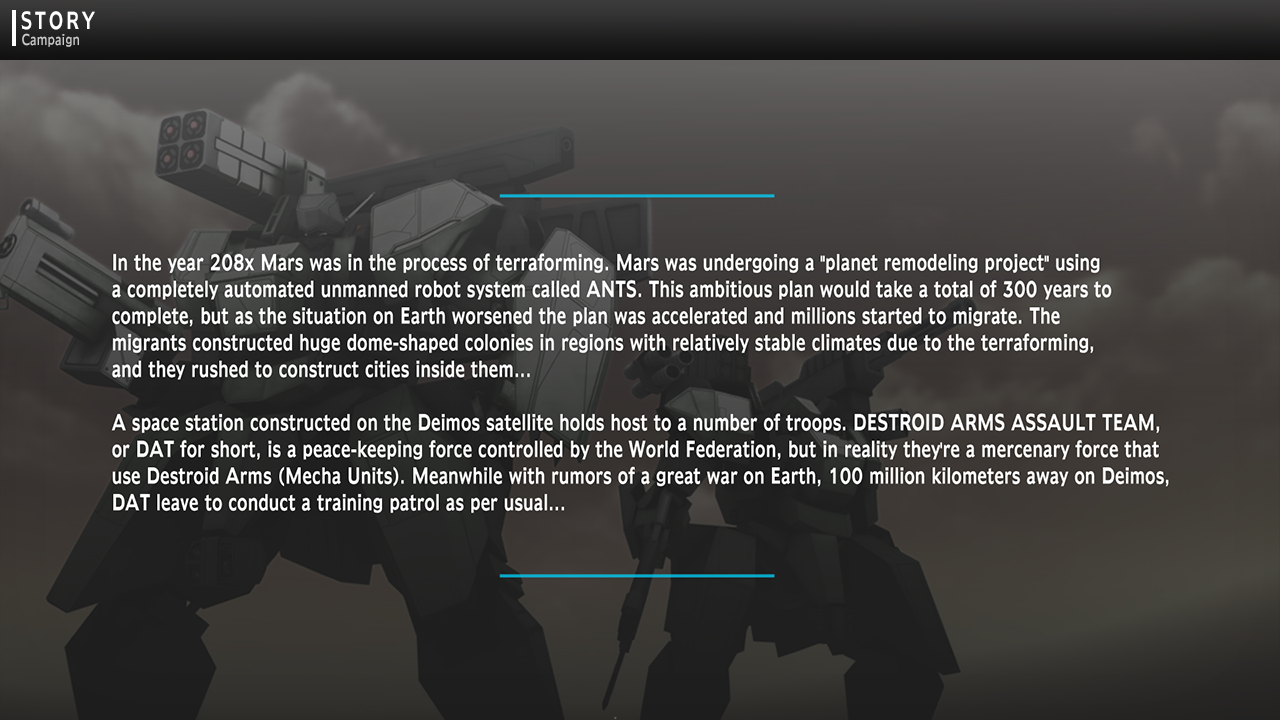 STORY
Campaign
In the year 208x Mars was in the process of terraforming. Mars was undergoing a "planet remodeling project" using
a completely automated unmanned robot system called ANTS. This ambitious plan would take a total of 300 years to
complete, but as the situation on Earth worsened the plan was accelerated and millions started to migrate. The
migrants constructed huge dome-shaped colonies in regions with relatively stable climates due to the terraforming,
and they rushed to construct cities inside them...
A space station constructed on the Deimos satellite holds host to a number of troops. DESTROID ARMS ASSAULT TEAM,
or DAT for short, is a peace-keeping force controlled by the World Federation, but in reality they're a mercenary force that
use Destroid Arms (Mecha Units). Meanwhile with rumors of a great war on Earth, 100 million kilometers away on Deimos,
DAT leave to conduct a training patrol as per usual...